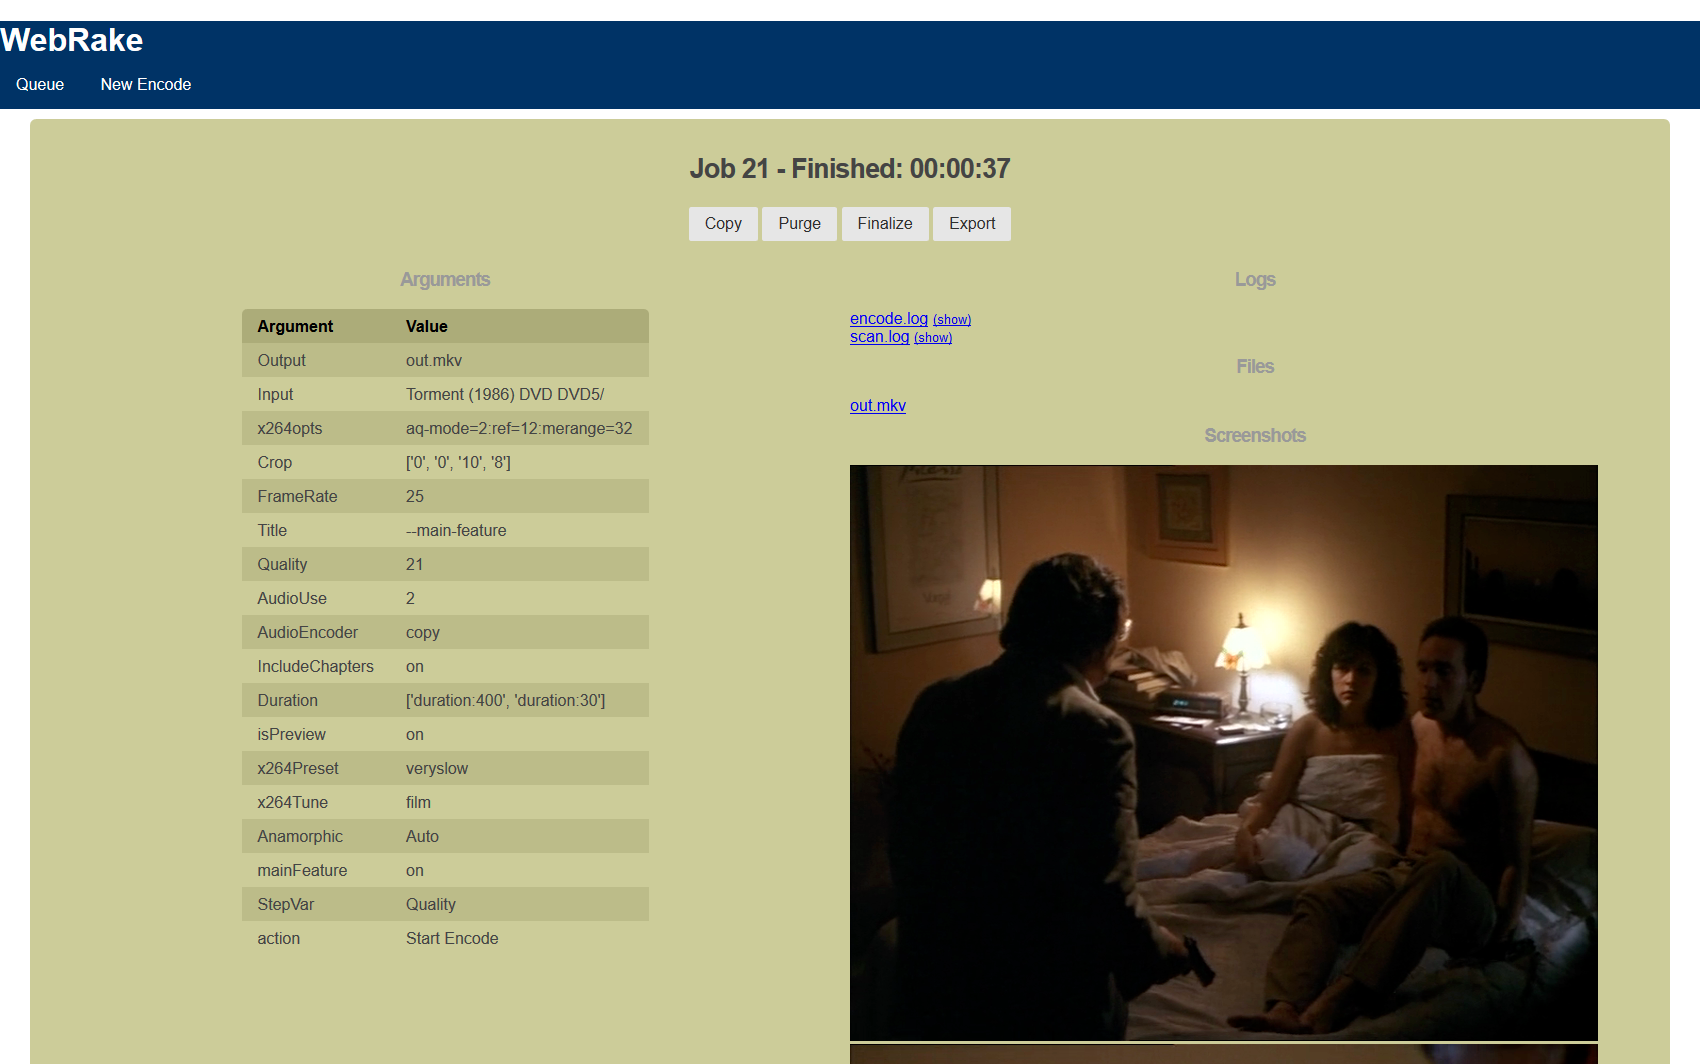 WebRake
Queue New Encode
Job 21 - Finished: 00:00:37
Copy Purge Finalize Export
Arguments
Argument Value
Output out.mkv
Input Torment (1986) DVD DVD5/
x264opts aq-mode=2:ref=12:merange=32
Crop ['0', '0', '10', '8']
FrameRate 25
Title --main-feature
Quality 21
AudioUse 2
AudioEncoder copy
IncludeChapters on
Duration ['duration:400', 'duration:30']
isPreview on
x264Preset veryslow
x264Tune film
Anamorphic Auto
mainFeature on
StepVar Quality
action Start Encode
Logs
encode.log (show)
scan.log (show)
Files
out.mkv
Screenshots